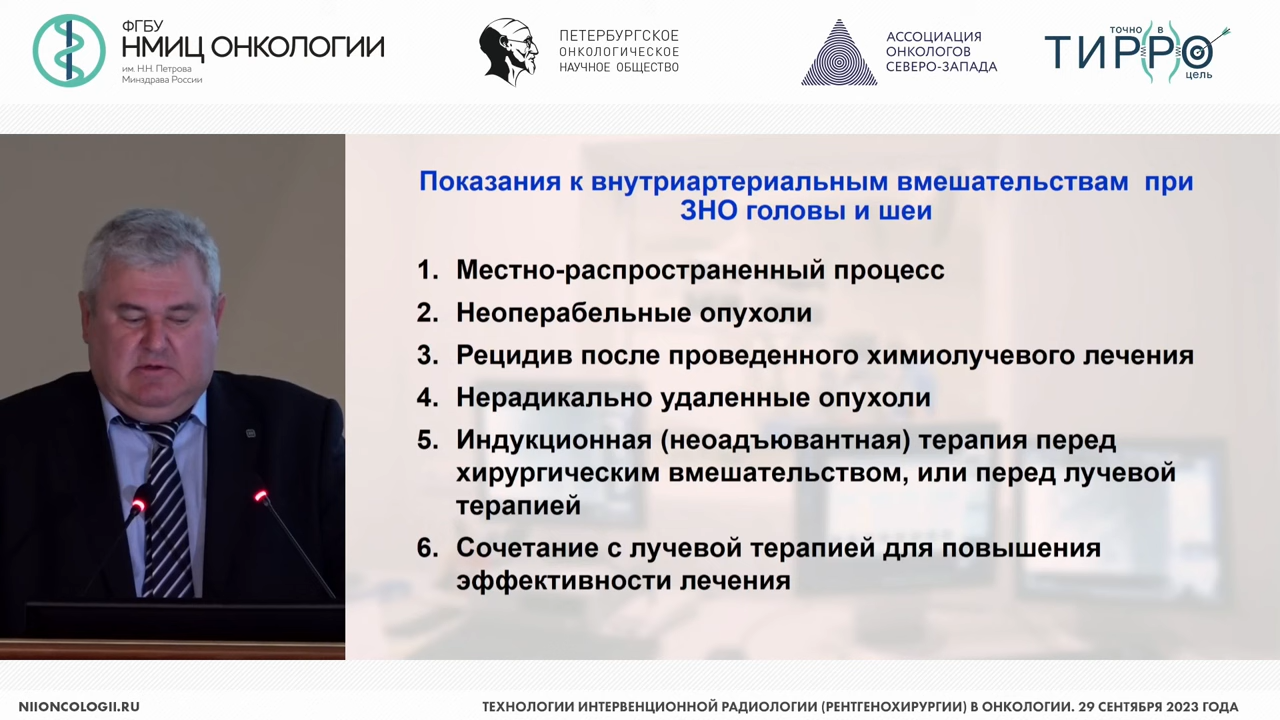 ФГБУ
НМИЦ ОНКОЛОГИИ
им. Н.Н. Петрова
Минздрава России
ПЕТЕРБУРГСКОЕ
ОНКОЛОГИЧЕСКОЕ
НАУЧНОЕ ОБЩЕСТВО
АССОЦИАЦИЯ
ОНКОЛОГОВ
СЕВЕРО-ЗАПАДА
ТОЧНО В
ТИРРО
цель
Показания к внутриартериальным вмешательствам при
ЗНО головы и шеи
1. Местно-распространенный процесс
2. Неоперабельные опухоли
3. Рецидив после проведенного химиолучевого лечения
4. Нерадикально удаленные опухоли
5. Индукционная (неоадъювантная) терапия перед
хирургическим вмешательством, или перед лучевой
терапией
6. Сочетание с лучевой терапией для повышения
эффективности лечения
NIIONCOLOGII.RU
ТЕХНОЛОГИИ ИНТЕРВЕНЦИОННОЙ РАДИОЛОГИИ (РЕНТГЕНОХИРУРГИИ) В ОНКОЛОГИИ. 29 СЕНТЯБРЯ 2023 ГОДА